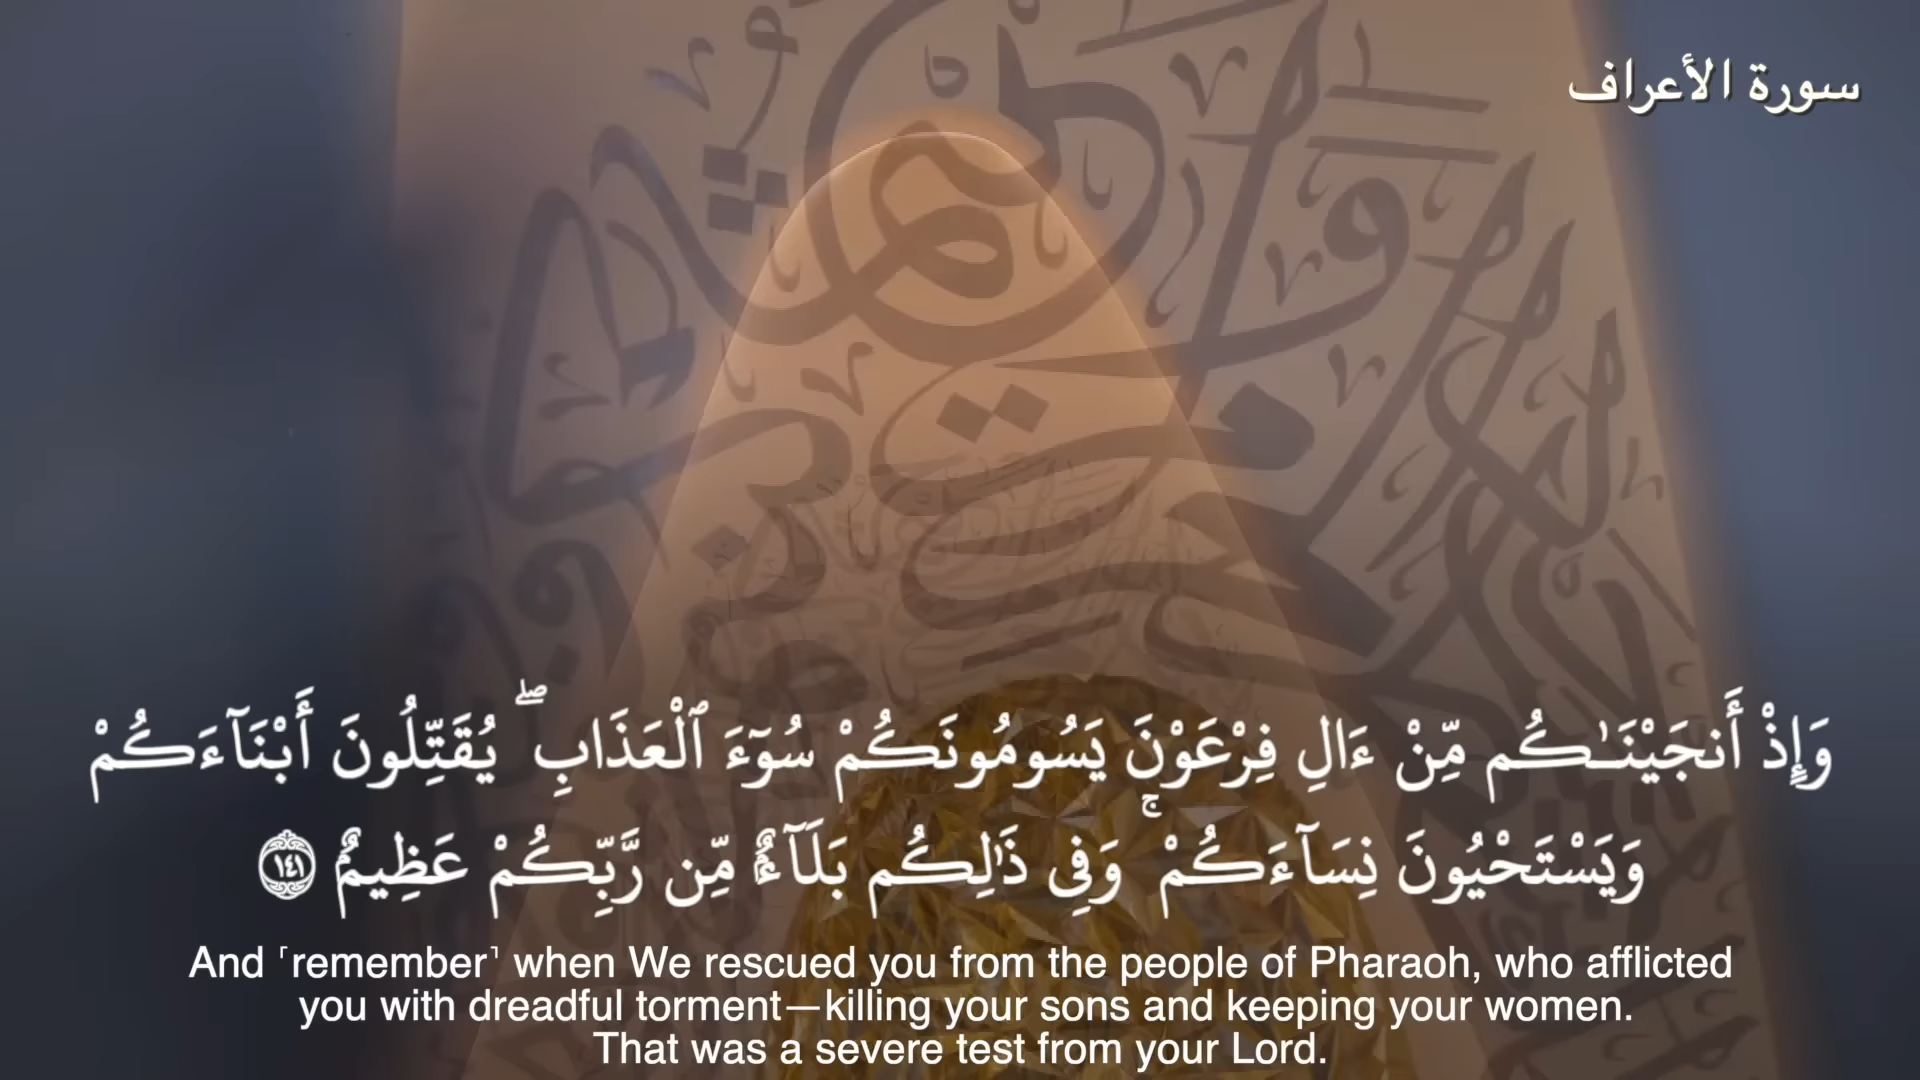 سورة الأعراف
وَإِذْ أَنجَيْنَـٰكُم مِّنْ ءَالِ فِرْعَوْنَ يَسُومُونَكُمْ سُوٓءَ ٱلْعَذَابِ ۖ يُقَتِّلُونَ أَبْنَآءَكُمْ
وَيَسْتَحْيُونَ نِسَآءَكُمْ ۚ وَفِى ذَٰلِكُم بَلَآءٌ مِّن رَّبِّكُمْ عَظِيمٌ ١٤١
And ˹remember˺ when We rescued you from the people of Pharaoh, who afflicted
you with dreadful torment—killing your sons and keeping your women.
That was a severe test from your Lord.